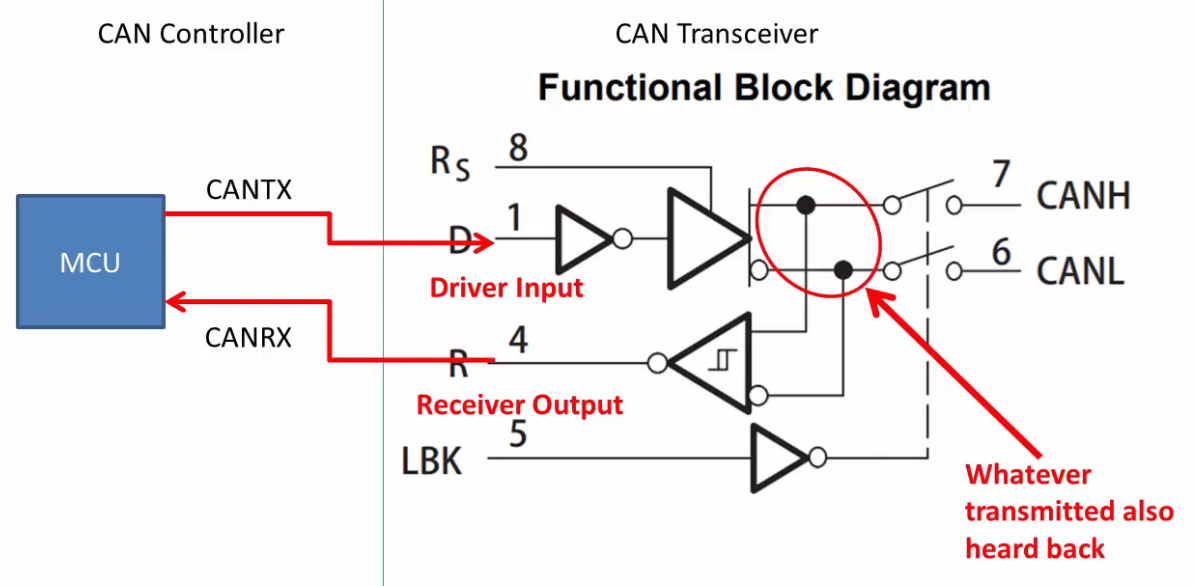 CAN Controller
CAN Transceiver
Functional Block Diagram
RS
8
7
CANH
CANTX
D
1
6
CANL
MCU
Driver Input
CANRX
R
4
Receiver Output
LBK
5
Whatever
transmitted also
heard back